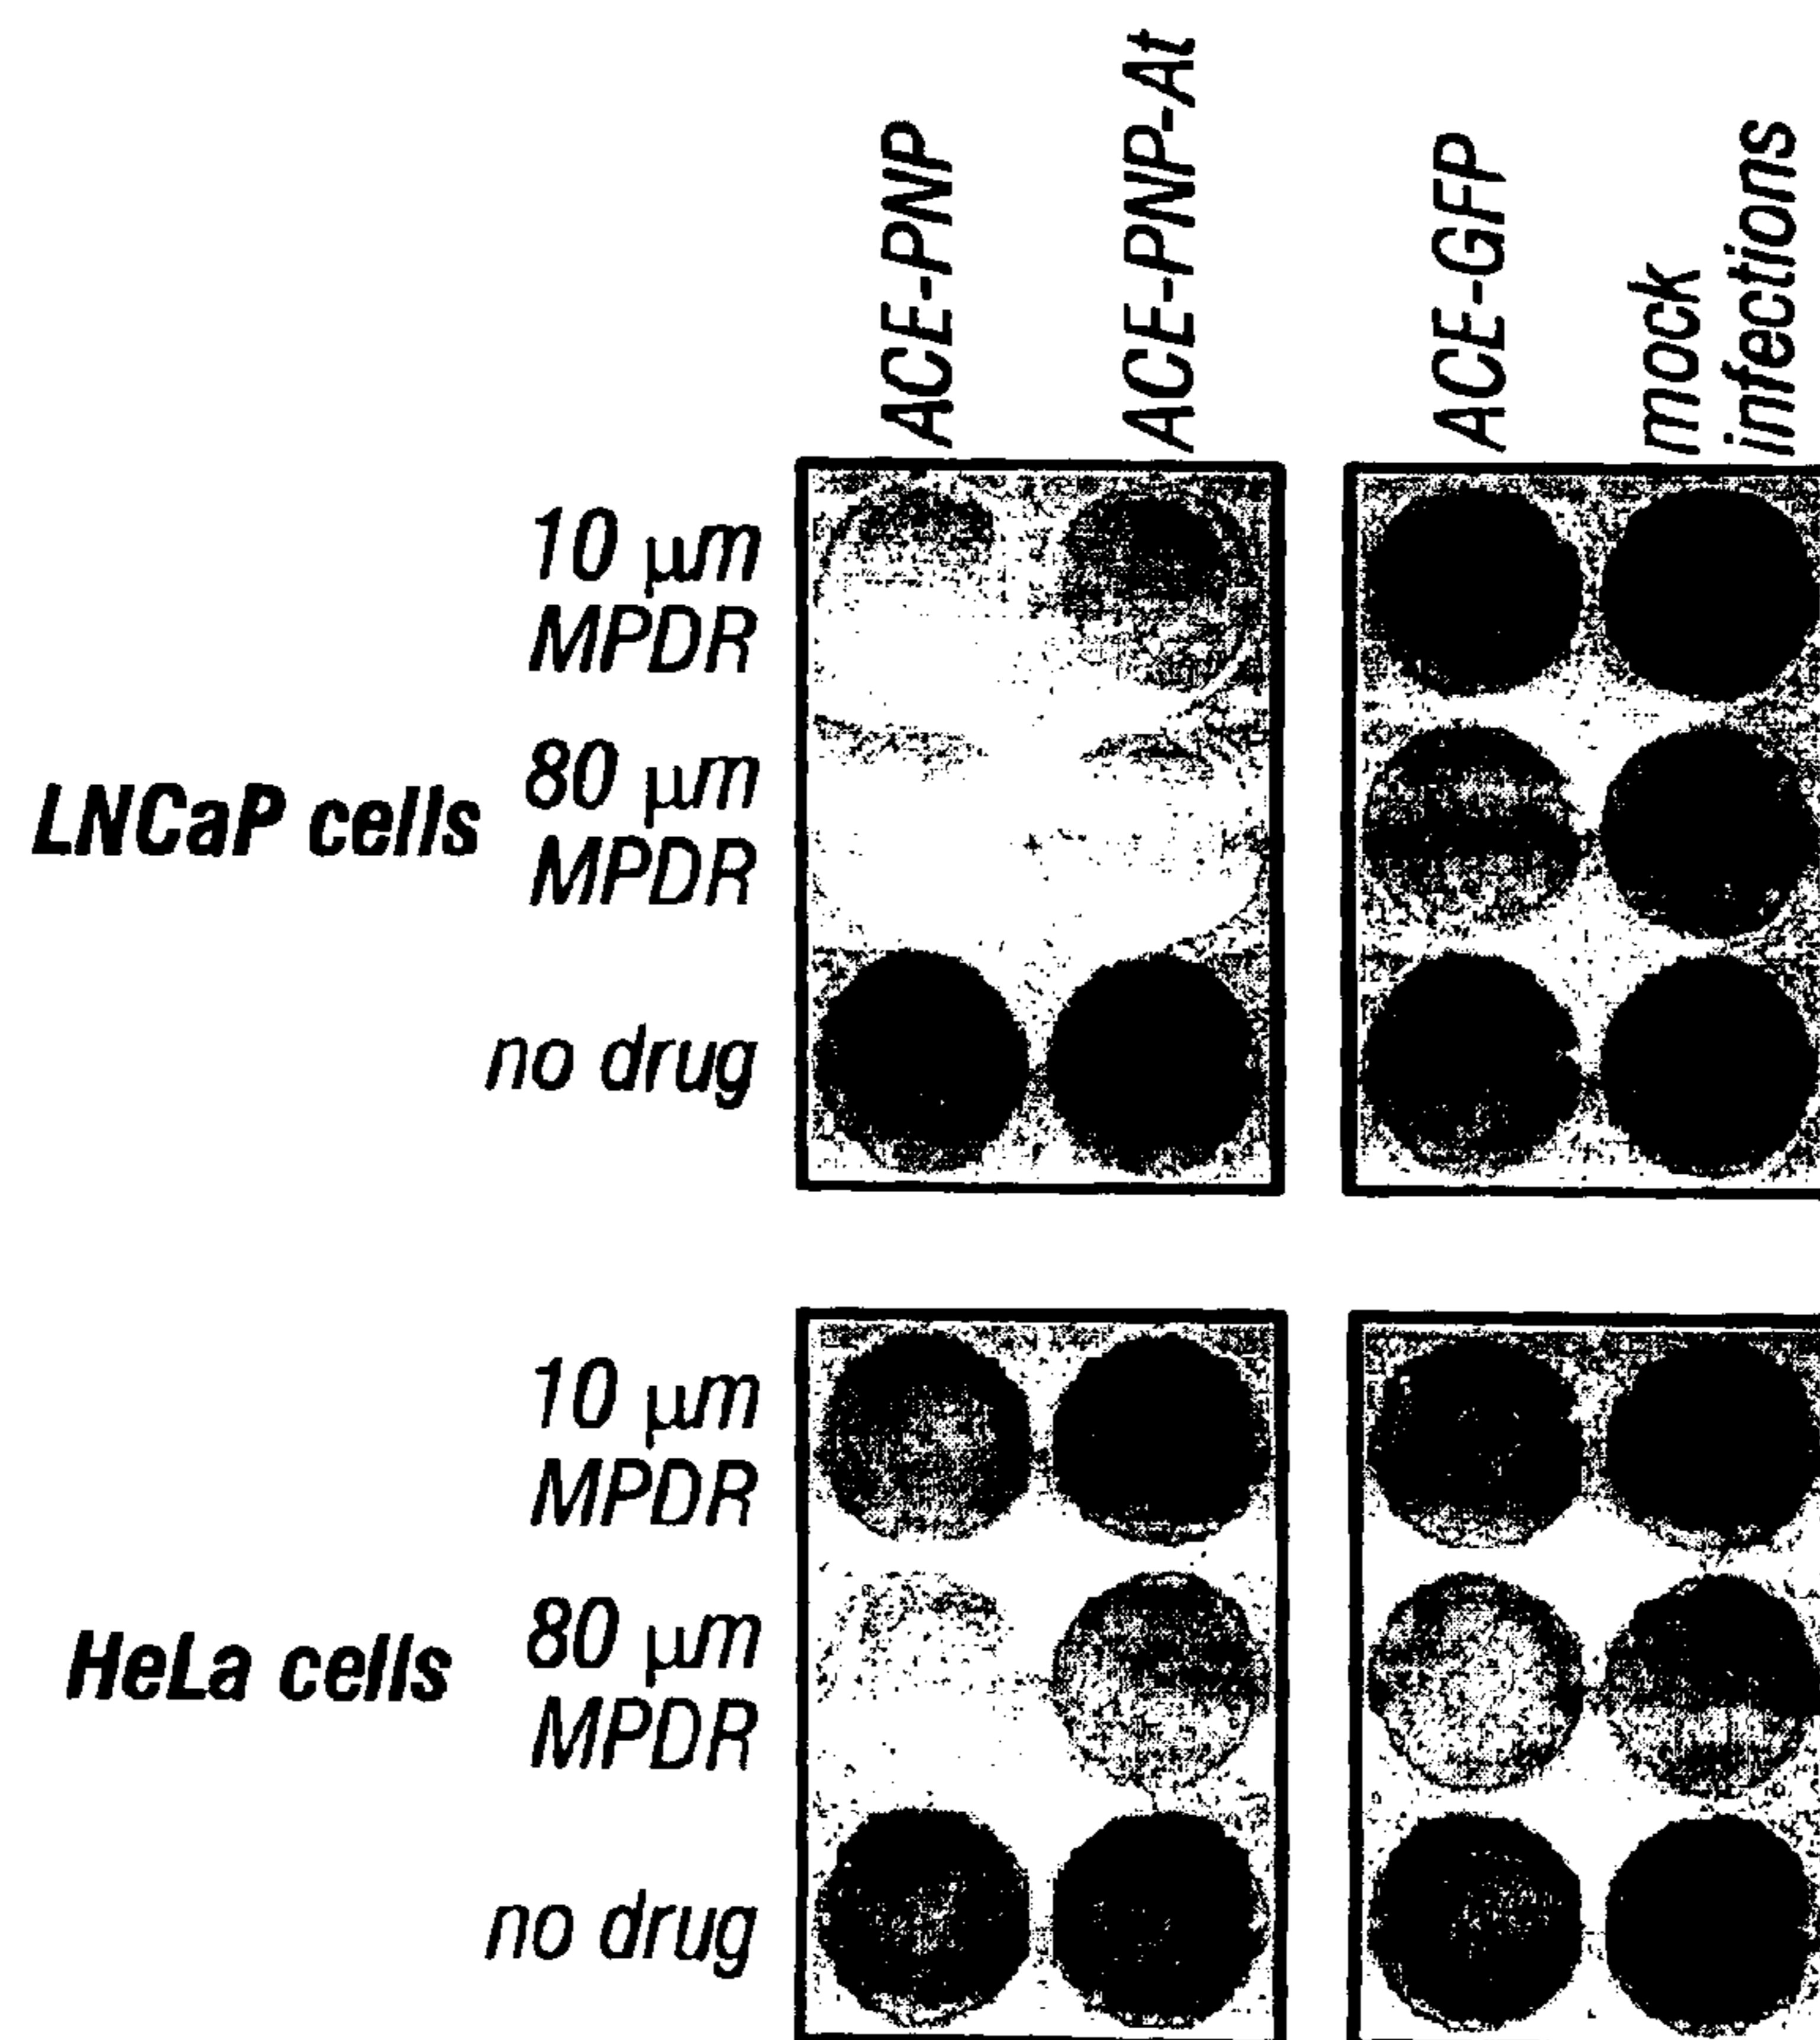 ACE-PNP
ACE-PNP-At
ACE-GFP
mock
infections
LNCaP cells
10 μm
MPDR
80 μm
MPDR
no drug
HeLa cells
10 μm
MPDR
80 μm
MPDR
no drug